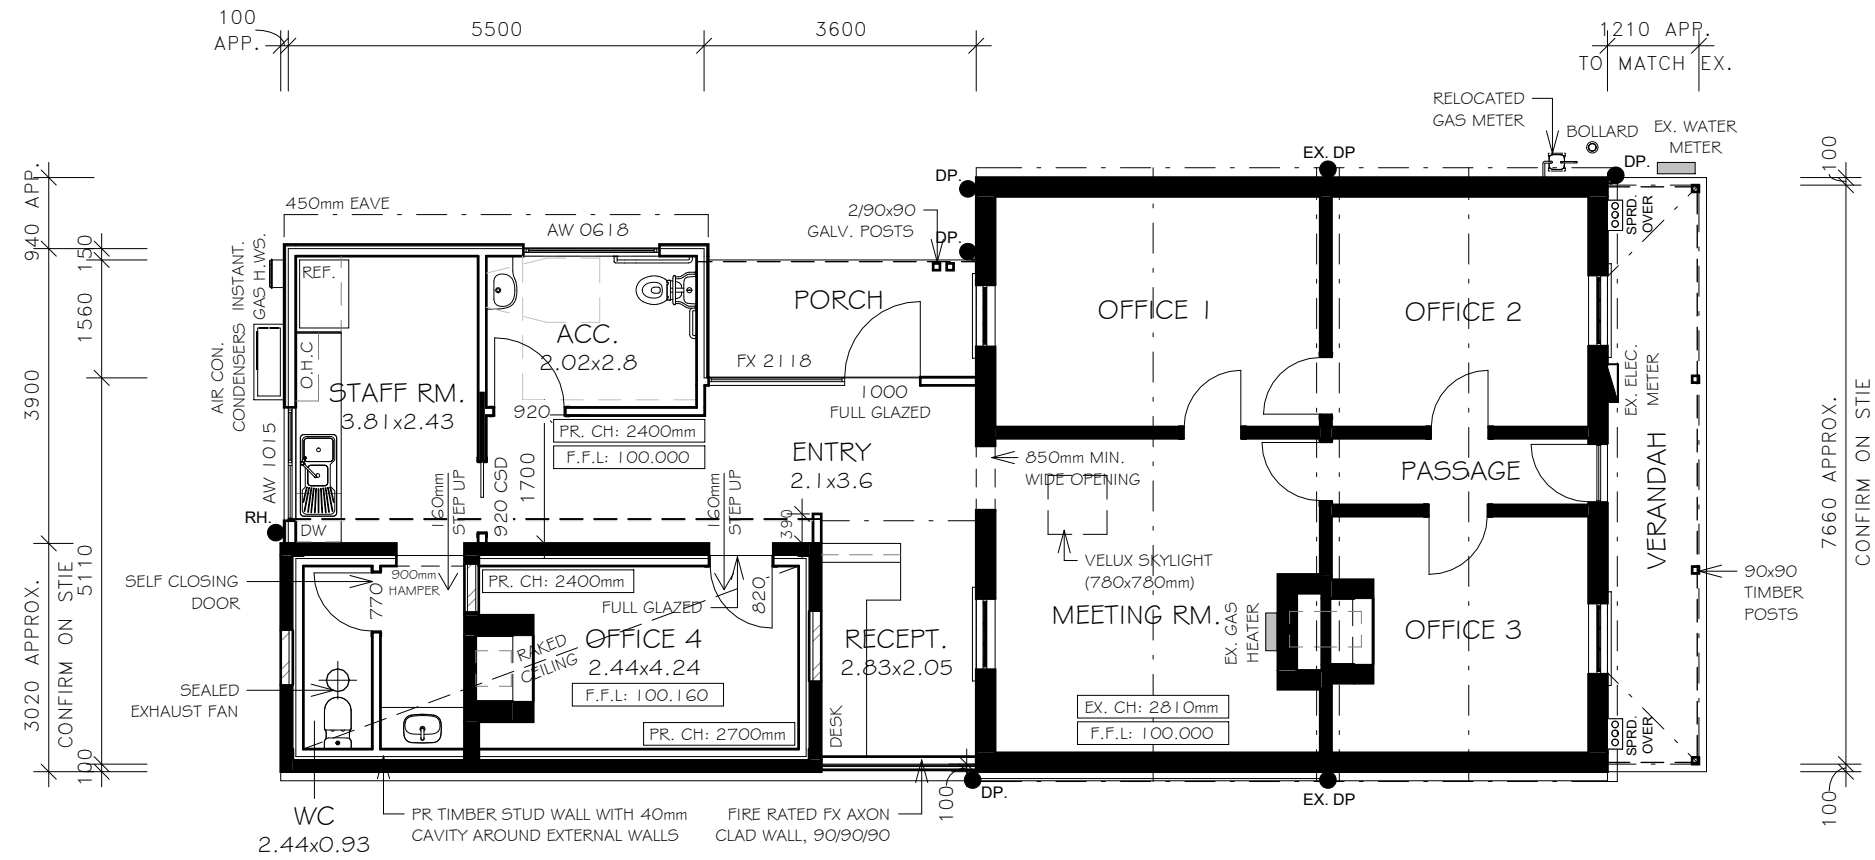 100
APP.
5500
3600
1210 APP.
TO MATCH EX.
RELOCATED
GAS METER
BOLLARD
EX. WATER
METER
EX. DP
DP.
DP.
DP.
100
940 APP.
150
1560
3900
3020 APPROX.
CONFIRM ON STIE
5110
100
450mm EAVE
AW 0618
2/90x90
GALV. POSTS
SPRD.
OVER
AIR CON.
CONDENSERS
INSTANT.
GAS H.WS.
REF.
O.H.C
ACC.
2.02x2.8
PORCH
FX 2118
1000
FULL GLAZED
OFFICE 1
OFFICE 2
EX. ELEC.
METER
STAFF RM.
3.81x2.43
920
PR. CH: 2400mm
F.F.L: 100.000
ENTRY
2.1x3.6
850mm MIN.
WIDE OPENING
PASSAGE
VERANDAH
7660 APPROX.
CONFIRM ON STIE
AW 1015
RH.
DW
160mm
STEP UP
920 CSD
1700
160mm
STEP UP
390
VELUX SKYLIGHT
(780x780mm)
SELF CLOSING
DOOR
900mm
HAMPER
770
PR. CH: 2400mm
FULL GLAZED
820
90x90
TIMBER
POSTS
OFFICE 4
2.44x4.24
RAKED
CEILING
F.F.L: 100.160
PR. CH: 2700mm
RECEPT.
2.83x2.05
DESK
MEETING RM.
EX. GAS
HEATER
OFFICE 3
EX. CH: 2810mm
F.F.L: 100.000
SEALED
EXHAUST FAN
SPRD.
OVER
WC
2.44x0.93
PR TIMBER STUD WALL WITH 40mm
CAVITY AROUND EXTERNAL WALLS
FIRE RATED FX AXON
CLAD WALL, 90/90/90
100
DP.
EX. DP
100